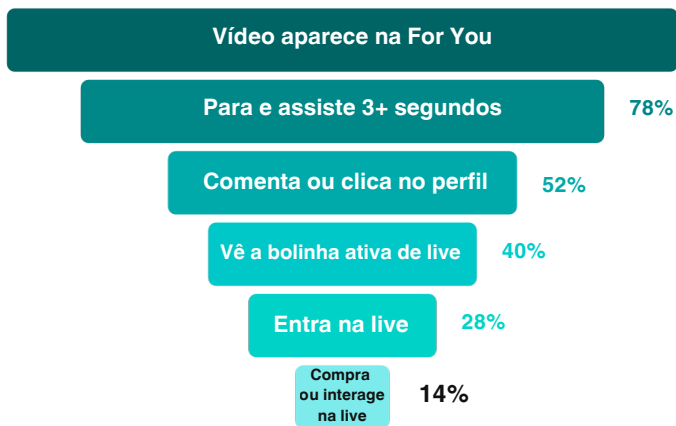 Vídeo aparece na For You
Para e assiste 3+ segundos
78%
Comenta ou clica no perfil
52%
Vê a bolinha ativa de live
40%
Entra na live
28%
Compra
ou interage
na live
14%